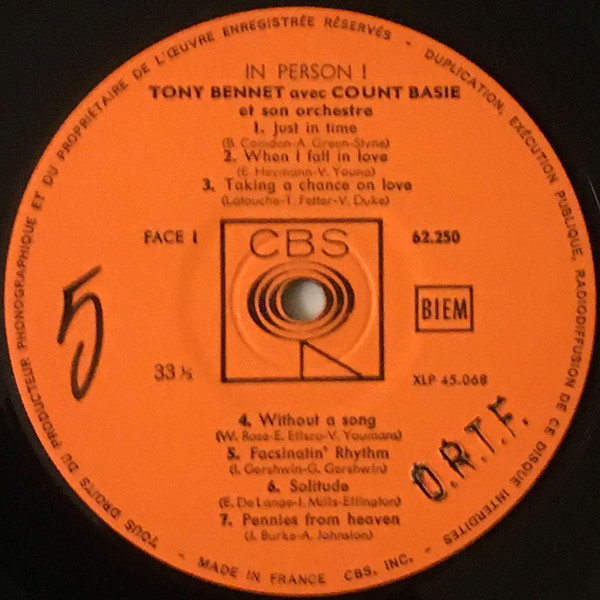 TOUS DROITS DU PRODUCTEUR PHONOGRAPHIQUE ET DU PROPRIÉTAIRE DE L'ŒUVRE ENREGISTRÉE RÉSERVÉS - DUPLICATION, EXÉCUTION PUBLIQUE, RADIODIFFUSION DE CE DISQUE INTERDITES
IN PERSON !
TONY BENNET avec COUNT BASIE
et son orchestre
1. Just in time
(B. Comdon-A. Green-Styne)
2. When I fall in love
(E. Heymann-V. Young)
3. Taking a chance on love
(Latouche-T. Fetter-V. Duke)
FACE 1
CBS
62.250
BIEM
5
33 ⅓
XLP 45.068
4. Without a song
(W. Rose-E. Eliscu-V. Youmans)
5. Facsinatin' Rhythm
(I. Gershwin-G. Gershwin)
6. Solitude
(E. De Lange-I. Mills-Ellington)
7. Pennies from heaven
(J. Burke-A. Johnston)
O.R.T.F.
- MADE IN FRANCE CBS, INC. -